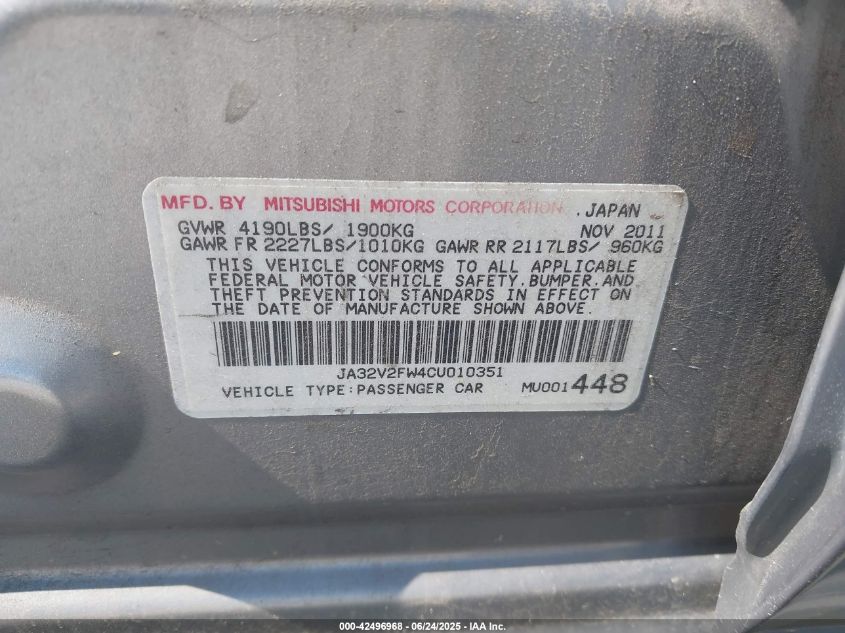 MFD. BY MITSUBISHI MOTORS CORPORATION .JAPAN
GVWR 4190LBS/ 1900KG NOV 2011
GAWR FR 2227LBS/1010KG GAWR RR 2117LBS/ 960KG
THIS VEHICLE CONFORMS TO ALL APPLICABLE
FEDERAL MOTOR VEHICLE SAFETY,BUMPER,AND
THEFT PREVENTION STANDARDS IN EFFECT ON
THE DATE OF MANUFACTURE SHOWN ABOVE.
JA32V2FW4CU010351
VEHICLE TYPE:PASSENGER CAR MU001448
000-42496968 - 06/24/2025 - IAA Inc.